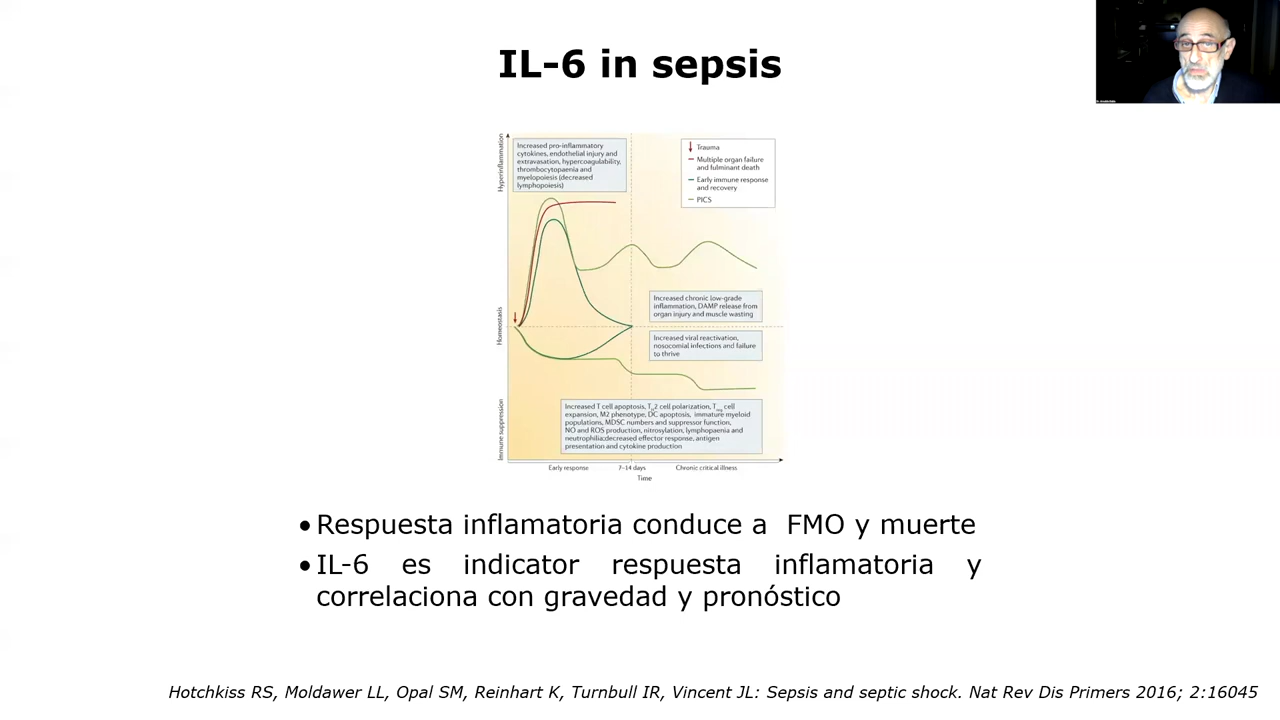 IL-6 in sepsis
Hyperinflammation
Homeostasis
Immune suppression
Increased pro-inflammatory
cytokines, endothelial injury and
extravasation, hypercoagulability,
thrombocytopaenia and
myelopoiesis (decreased
lymphopoiesis)
Trauma
Multiple organ failure
and fulminant death
Early immune response
and recovery
PICS
Increased chronic low-grade
inflammation, DAMP release from
organ injury and muscle wasting
Increased viral reactivation,
nosocomial infections and failure
to thrive
Increased T cell apoptosis, TH2 cell polarization, Treg cell
expansion, M2 phenotype, DC apoptosis, immature myeloid
populations, MDSC numbers and suppressor function,
NO and ROS production, nitrosylation, lymphopaenia and
neutrophilia;decreased effector response, antigen
presentation and cytokine production
Early response
7–14 days
Chronic critical illness
Time
• Respuesta inflamatoria conduce a FMO y muerte
• IL-6 es indicator respuesta inflamatoria y
correlaciona con gravedad y pronóstico
Hotchkiss RS, Moldawer LL, Opal SM, Reinhart K, Turnbull IR, Vincent JL: Sepsis and septic shock. Nat Rev Dis Primers 2016; 2:16045